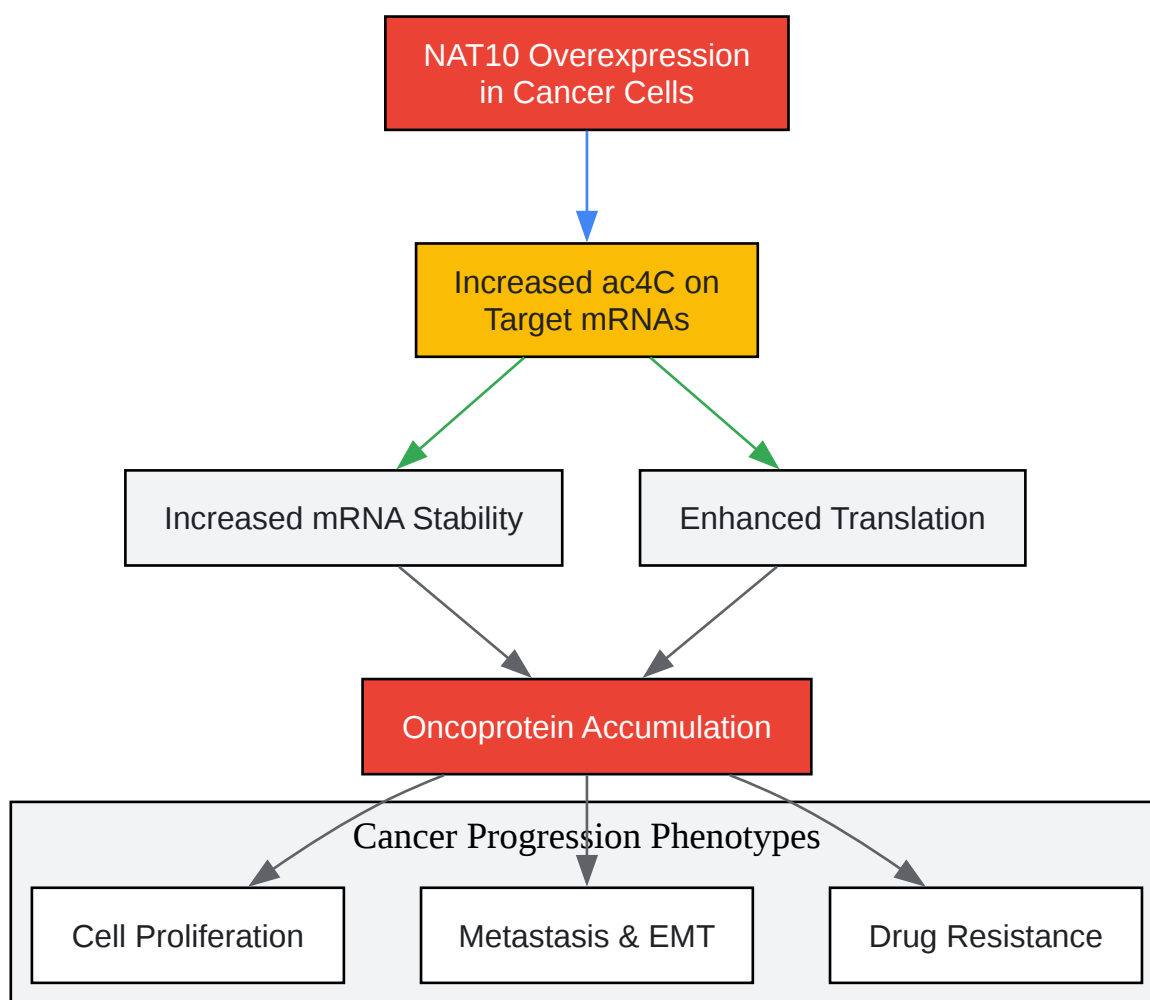 NAT10 Overexpression
in Cancer Cells
Increased ac4C on
Target mRNAs
Increased mRNA Stability
Enhanced Translation
Oncoprotein Accumulation
Cancer Progression Phenotypes
Cell Proliferation
Metastasis & EMT
Drug Resistance